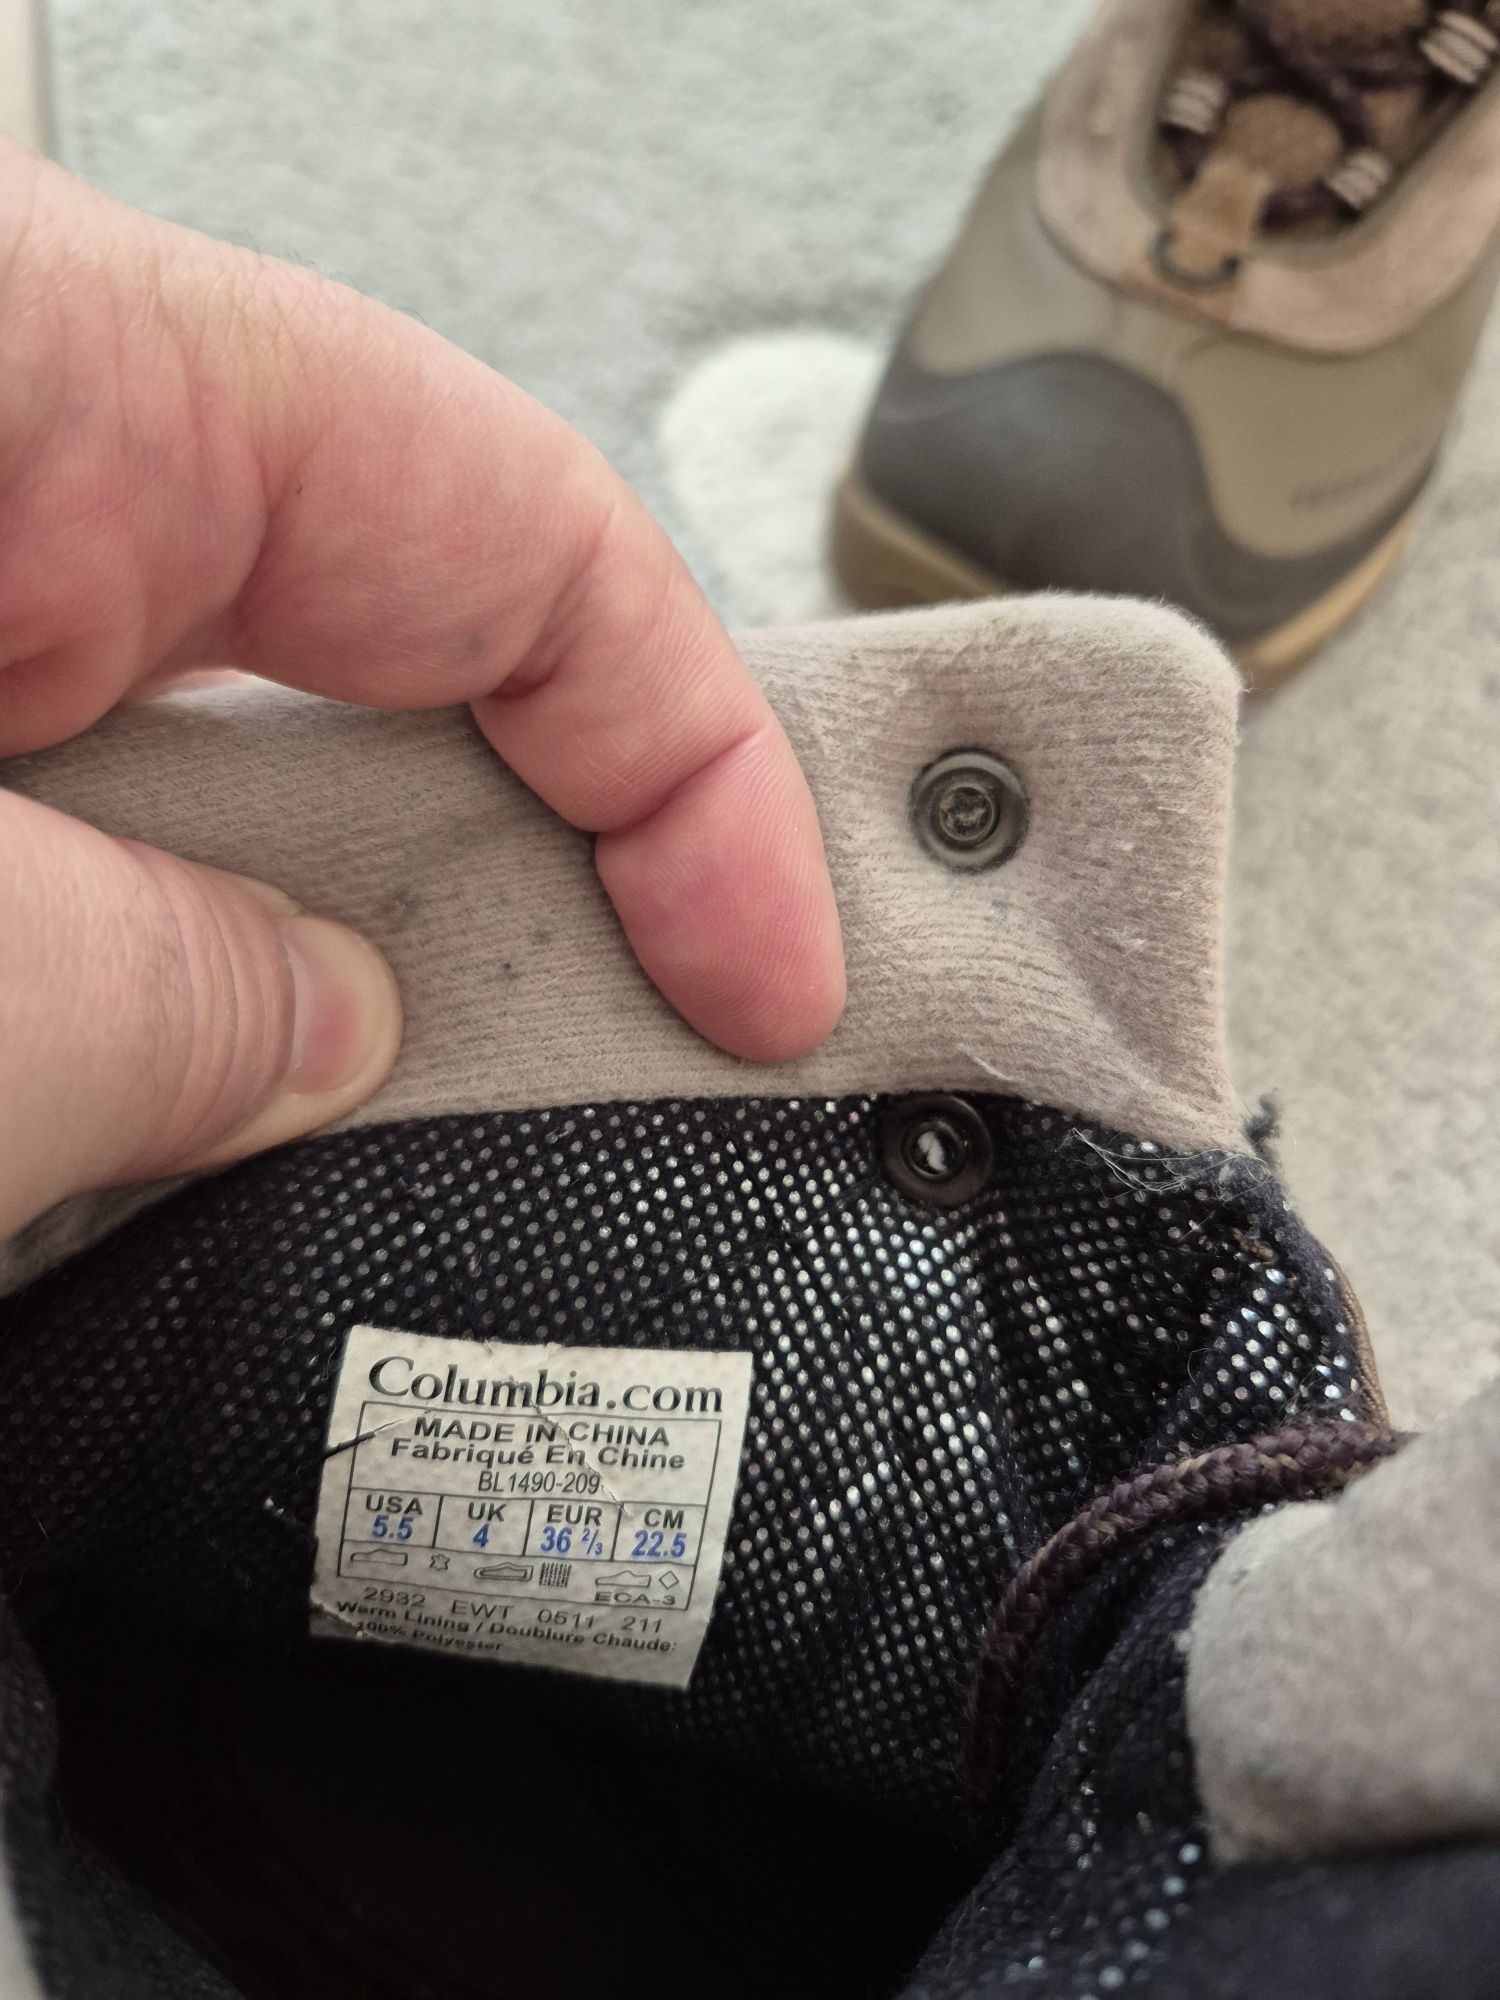 Columbia.com
MADE IN CHINA
Fabriqué En Chine
BL1490-209
USA UK EUR CM
5.5 4 36 ⅔ 22.5
ECA-3
2932 EWT 0511 211
Warm Lining / Doublure Chaude:
100% Polyester